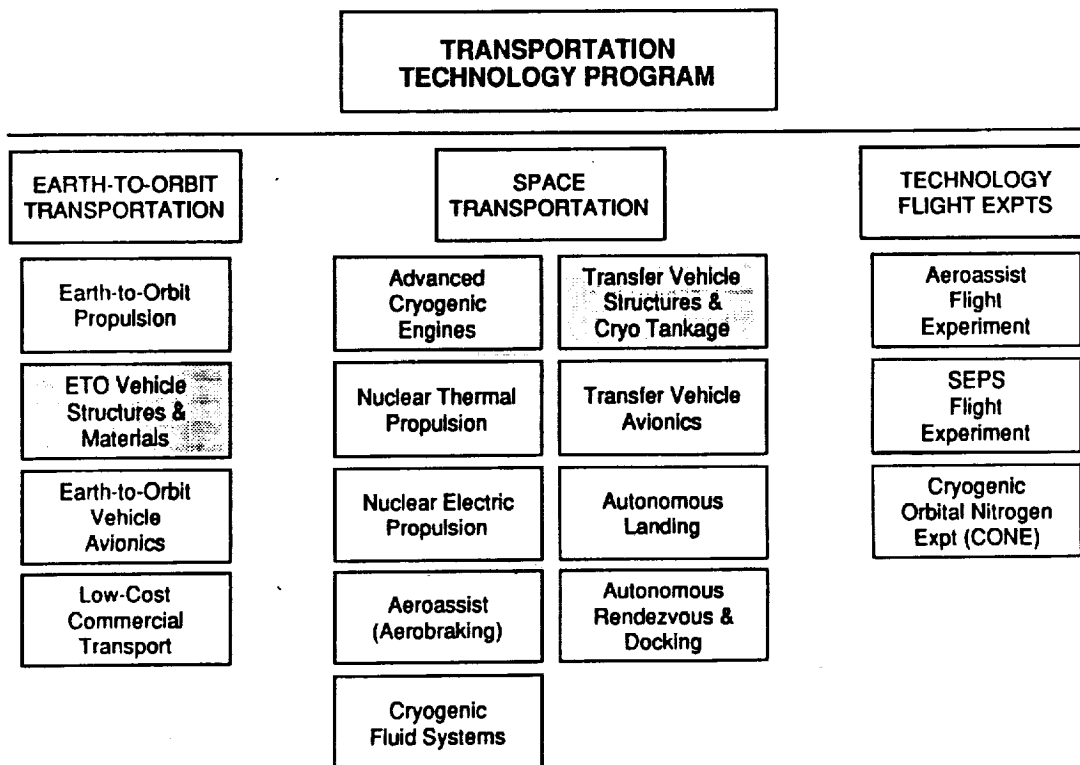 TRANSPORTATION
TECHNOLOGY PROGRAM
EARTH-TO-ORBIT
TRANSPORTATION
Earth-to-Orbit
Propulsion
ETO Vehicle
Structures &
Materials
Earth-to-Orbit
Vehicle
Avionics
Low-Cost
Commercial
Transport
SPACE
TRANSPORTATION
Advanced
Cryogenic
Engines
Nuclear Thermal
Propulsion
Nuclear Electric
Propulsion
Aeroassist
(Aerobraking)
Cryogenic
Fluid Systems
Transfer Vehicle
Structures &
Cryo Tankage
Transfer Vehicle
Avionics
Autonomous
Landing
Autonomous
Rendezvous &
Docking
TECHNOLOGY
FLIGHT EXPTS
Aeroassist
Flight
Experiment
SEPS
Flight
Experiment
Cryogenic
Orbital Nitrogen
Expt (CONE)